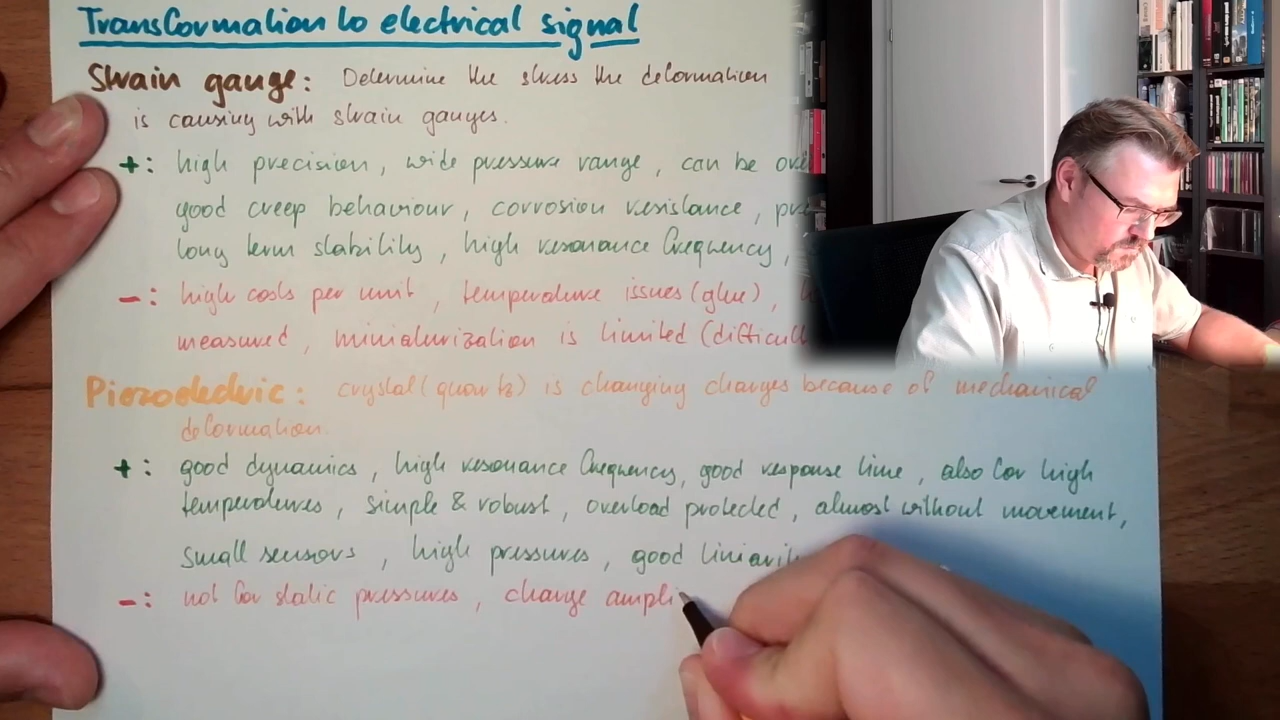 Transformation to electrical signal
Strain gauge: Determine the stress the deformation
is causing with strain gauges.
+: high precision, wide pressure range, can be
good creep behaviour, corrosion resistance,
long term stability, high resonance frequency,
-: high costs per unit, temperature issues (glue),
measured, miniaturization is limited
Piezoelectric: crystal (quartz) is changing charges because of mechanical
deformation.
+: good dynamics, high resonance frequency, good response time, also for high
temperatures, simple & robust, overload protected, almost without movement,
small sensors, high pressures, good
-: not for static pressures, charge ampli